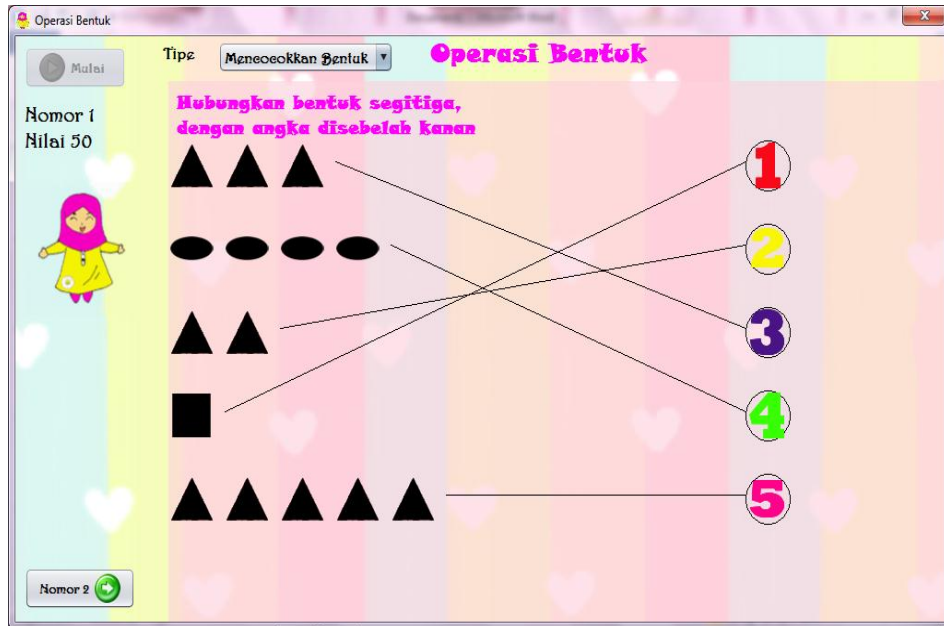 Operasi Bentuk
Mulai
Tipe Mencocokkan Bentuk
Operasi Bentuk
Nomor 1
Nilai 50
Hubungkan bentuk segitiga,
dengan angka disebelah kanan
1
2
3
4
5
Nomor 2